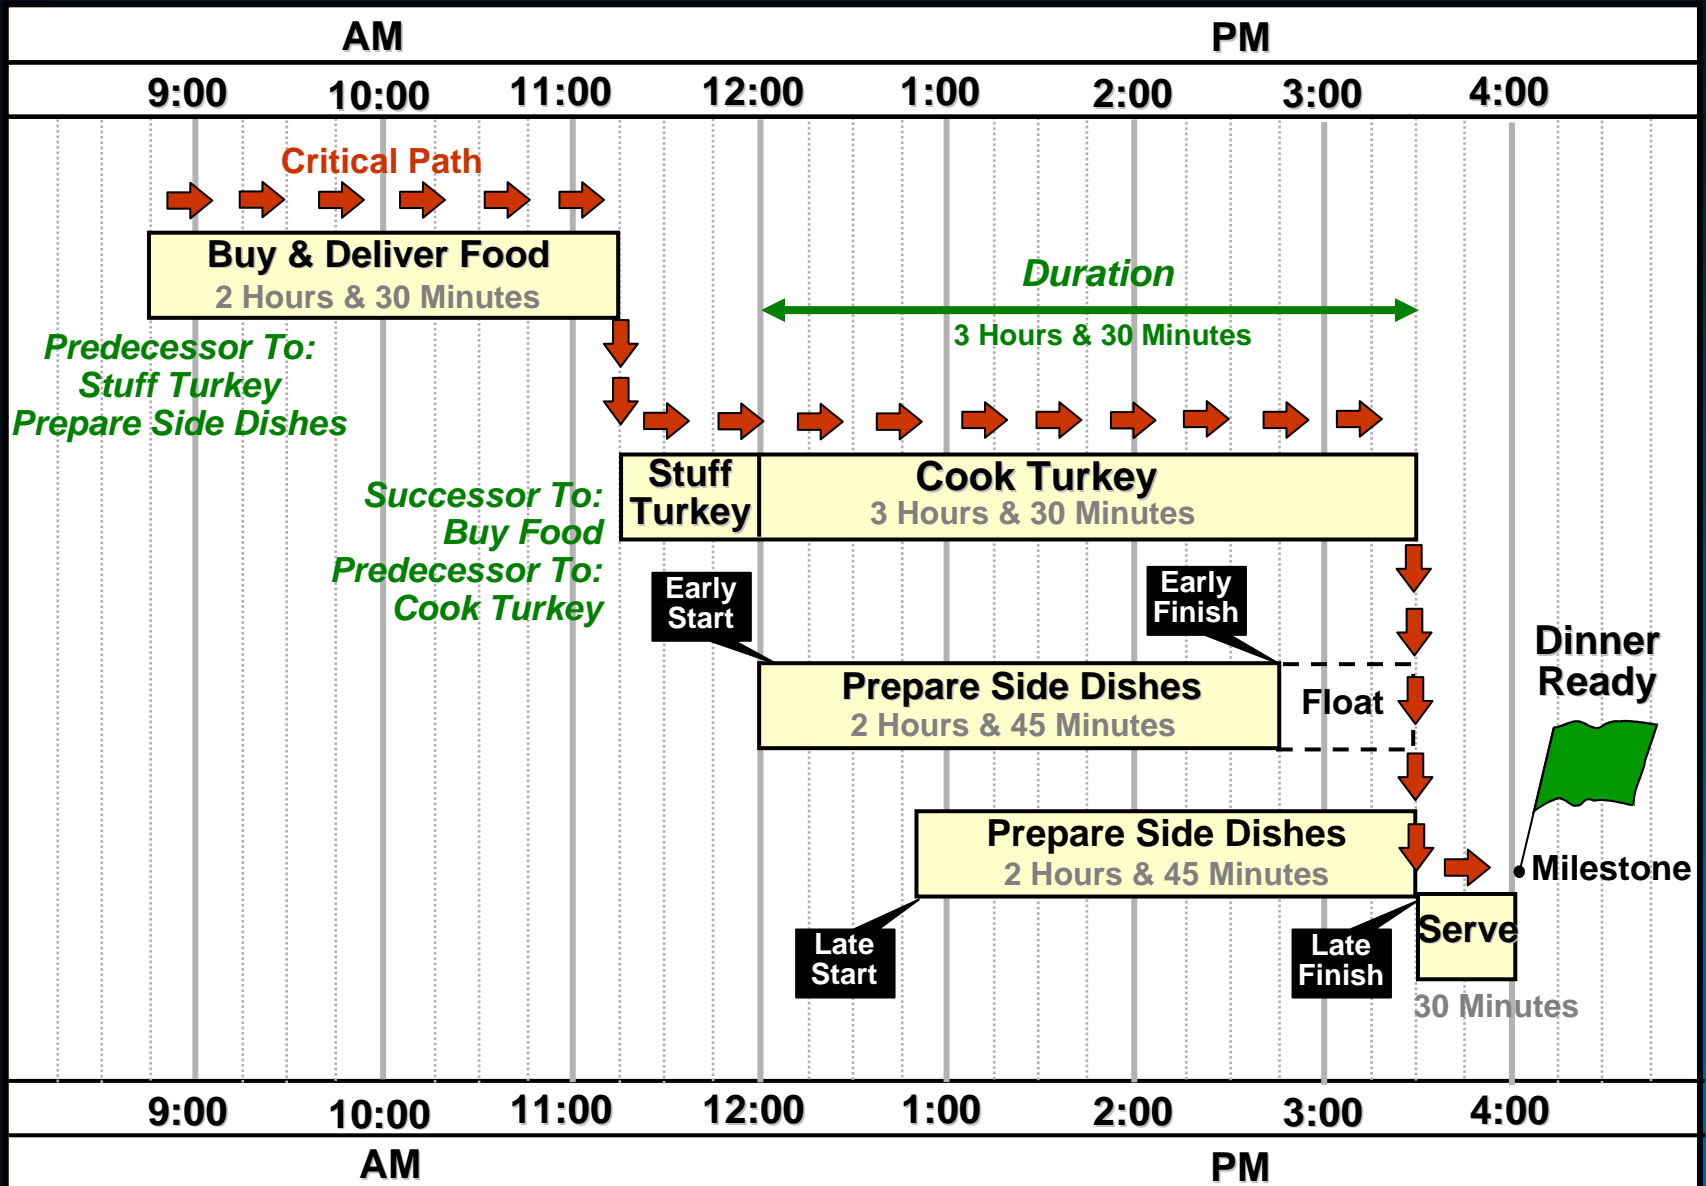 AM PM
9:00 10:00 11:00 12:00 1:00 2:00 3:00 4:00
Critical Path
Buy & Deliver Food
2 Hours & 30 Minutes
Duration
3 Hours & 30 Minutes
Predecessor To:
Stuff Turkey
Prepare Side Dishes
Stuff
Turkey
Cook Turkey
3 Hours & 30 Minutes
Successor To:
Buy Food
Predecessor To:
Cook Turkey
Early
Start
Early
Finish
Prepare Side Dishes
2 Hours & 45 Minutes
Float
Dinner
Ready
Prepare Side Dishes
2 Hours & 45 Minutes
Milestone
Late
Start
Late
Finish
Serve
30 Minutes
9:00 10:00 11:00 12:00 1:00 2:00 3:00 4:00
AM PM